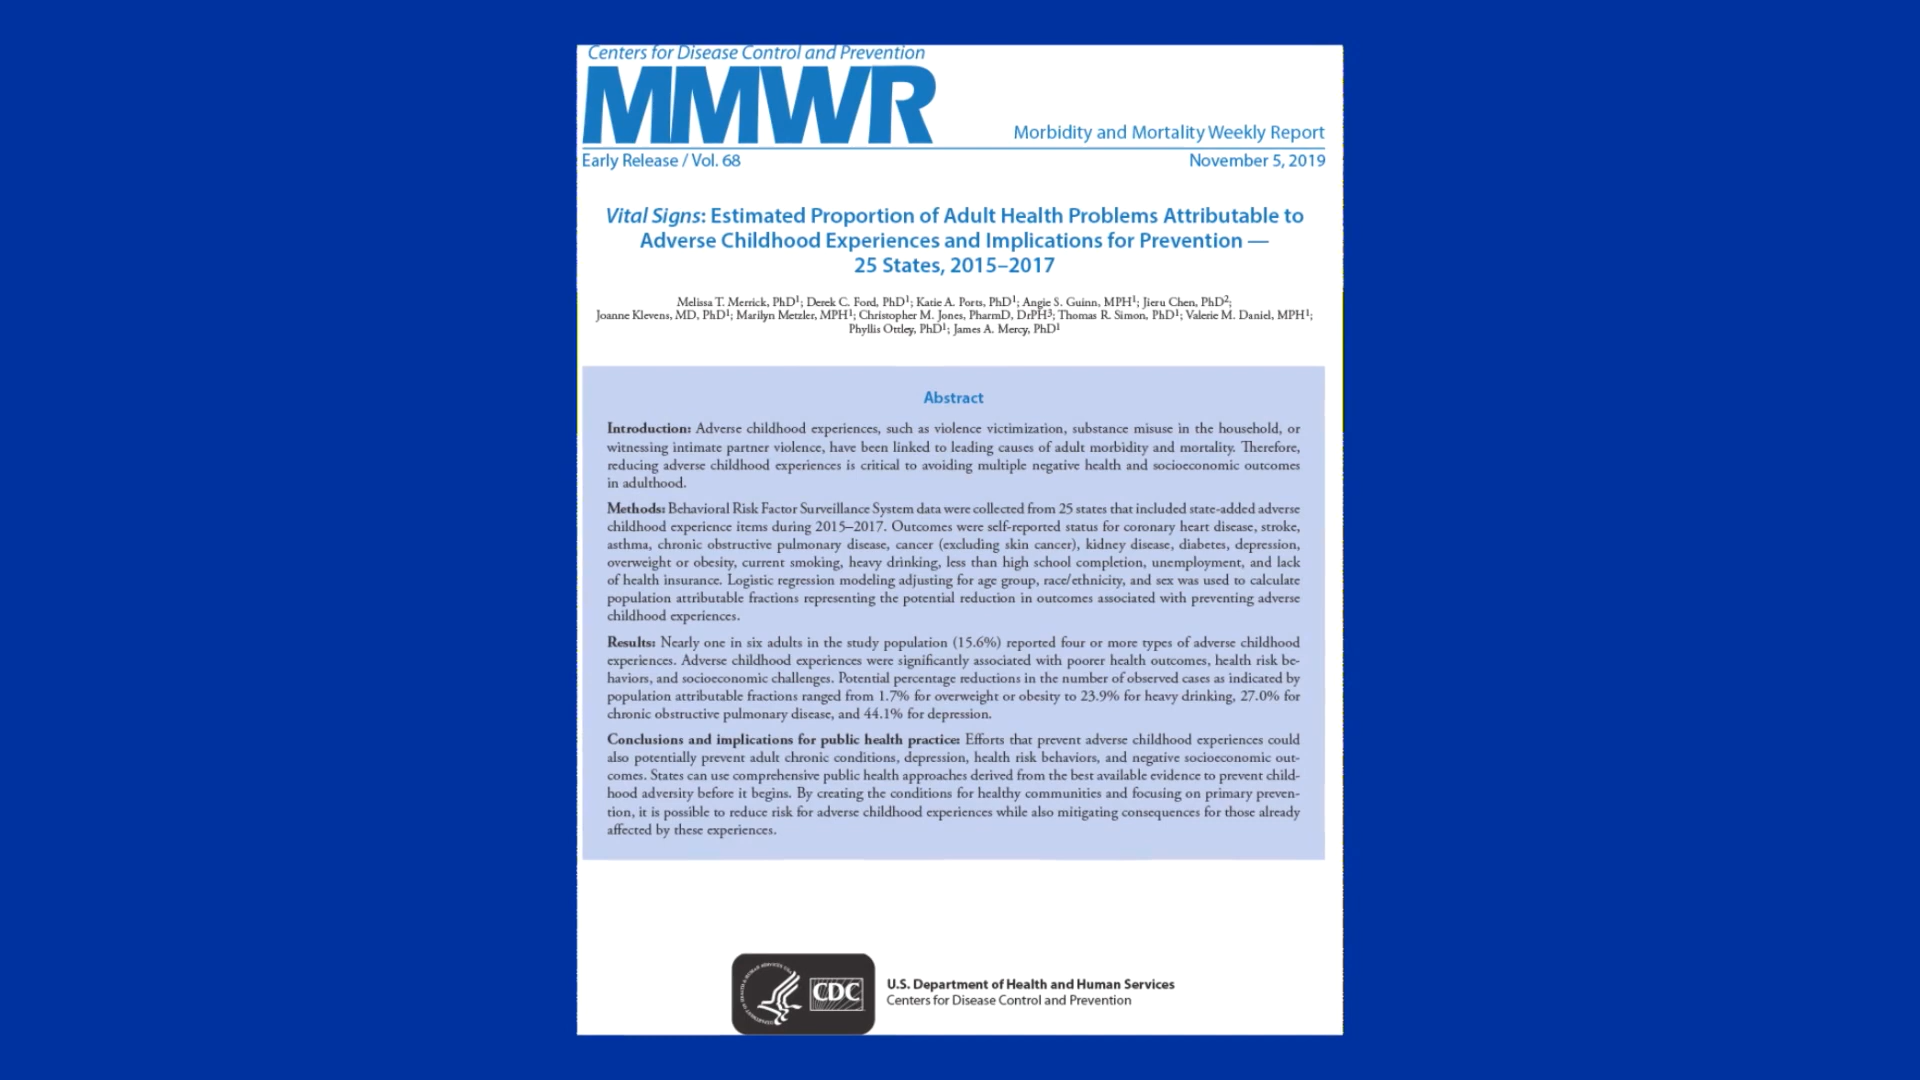 Centers for Disease Control and Prevention
MMWR
Morbidity and Mortality Weekly Report
Early Release / Vol. 68
November 5, 2019
Vital Signs: Estimated Proportion of Adult Health Problems Attributable to
Adverse Childhood Experiences and Implications for Prevention —
25 States, 2015–2017
Melissa T. Merrick, PhD1; Derek C. Ford, PhD1; Katie A. Ports, PhD1; Angie S. Guinn, MPH1; Jieru Chen, PhD2;
Joanne Klevens, MD, PhD1; Marilyn Metzler, MPH1; Christopher M. Jones, PharmD, DrPH3; Thomas R. Simon, PhD1; Valerie M. Daniel, MPH1;
Phyllis Ottley, PhD1; James A. Mercy, PhD1
Abstract
Introduction: Adverse childhood experiences, such as violence victimization, substance misuse in the household, or
witnessing intimate partner violence, have been linked to leading causes of adult morbidity and mortality. Therefore,
reducing adverse childhood experiences is critical to avoiding multiple negative health and socioeconomic outcomes
in adulthood.
Methods: Behavioral Risk Factor Surveillance System data were collected from 25 states that included state-added adverse
childhood experience items during 2015–2017. Outcomes were self-reported status for coronary heart disease, stroke,
asthma, chronic obstructive pulmonary disease, cancer (excluding skin cancer), kidney disease, diabetes, depression,
overweight or obesity, current smoking, heavy drinking, less than high school completion, unemployment, and lack
of health insurance. Logistic regression modeling adjusting for age group, race/ethnicity, and sex was used to calculate
population attributable fractions representing the potential reduction in outcomes associated with preventing adverse
childhood experiences.
Results: Nearly one in six adults in the study population (15.6%) reported four or more types of adverse childhood
experiences. Adverse childhood experiences were significantly associated with poorer health outcomes, health risk be-
haviors, and socioeconomic challenges. Potential percentage reductions in the number of observed cases as indicated by
population attributable fractions ranged from 1.7% for overweight or obesity to 23.9% for heavy drinking, 27.0% for
chronic obstructive pulmonary disease, and 44.1% for depression.
Conclusions and implications for public health practice: Efforts that prevent adverse childhood experiences could
also potentially prevent adult chronic conditions, depression, health risk behaviors, and negative socioeconomic out-
comes. States can use comprehensive public health approaches derived from the best available evidence to prevent child-
hood adversity before it begins. By creating the conditions for healthy communities and focusing on primary preven-
tion, it is possible to reduce risk for adverse childhood experiences while also mitigating consequences for those already
affected by these experiences.
CDC
U.S. Department of Health and Human Services
Centers for Disease Control and Prevention